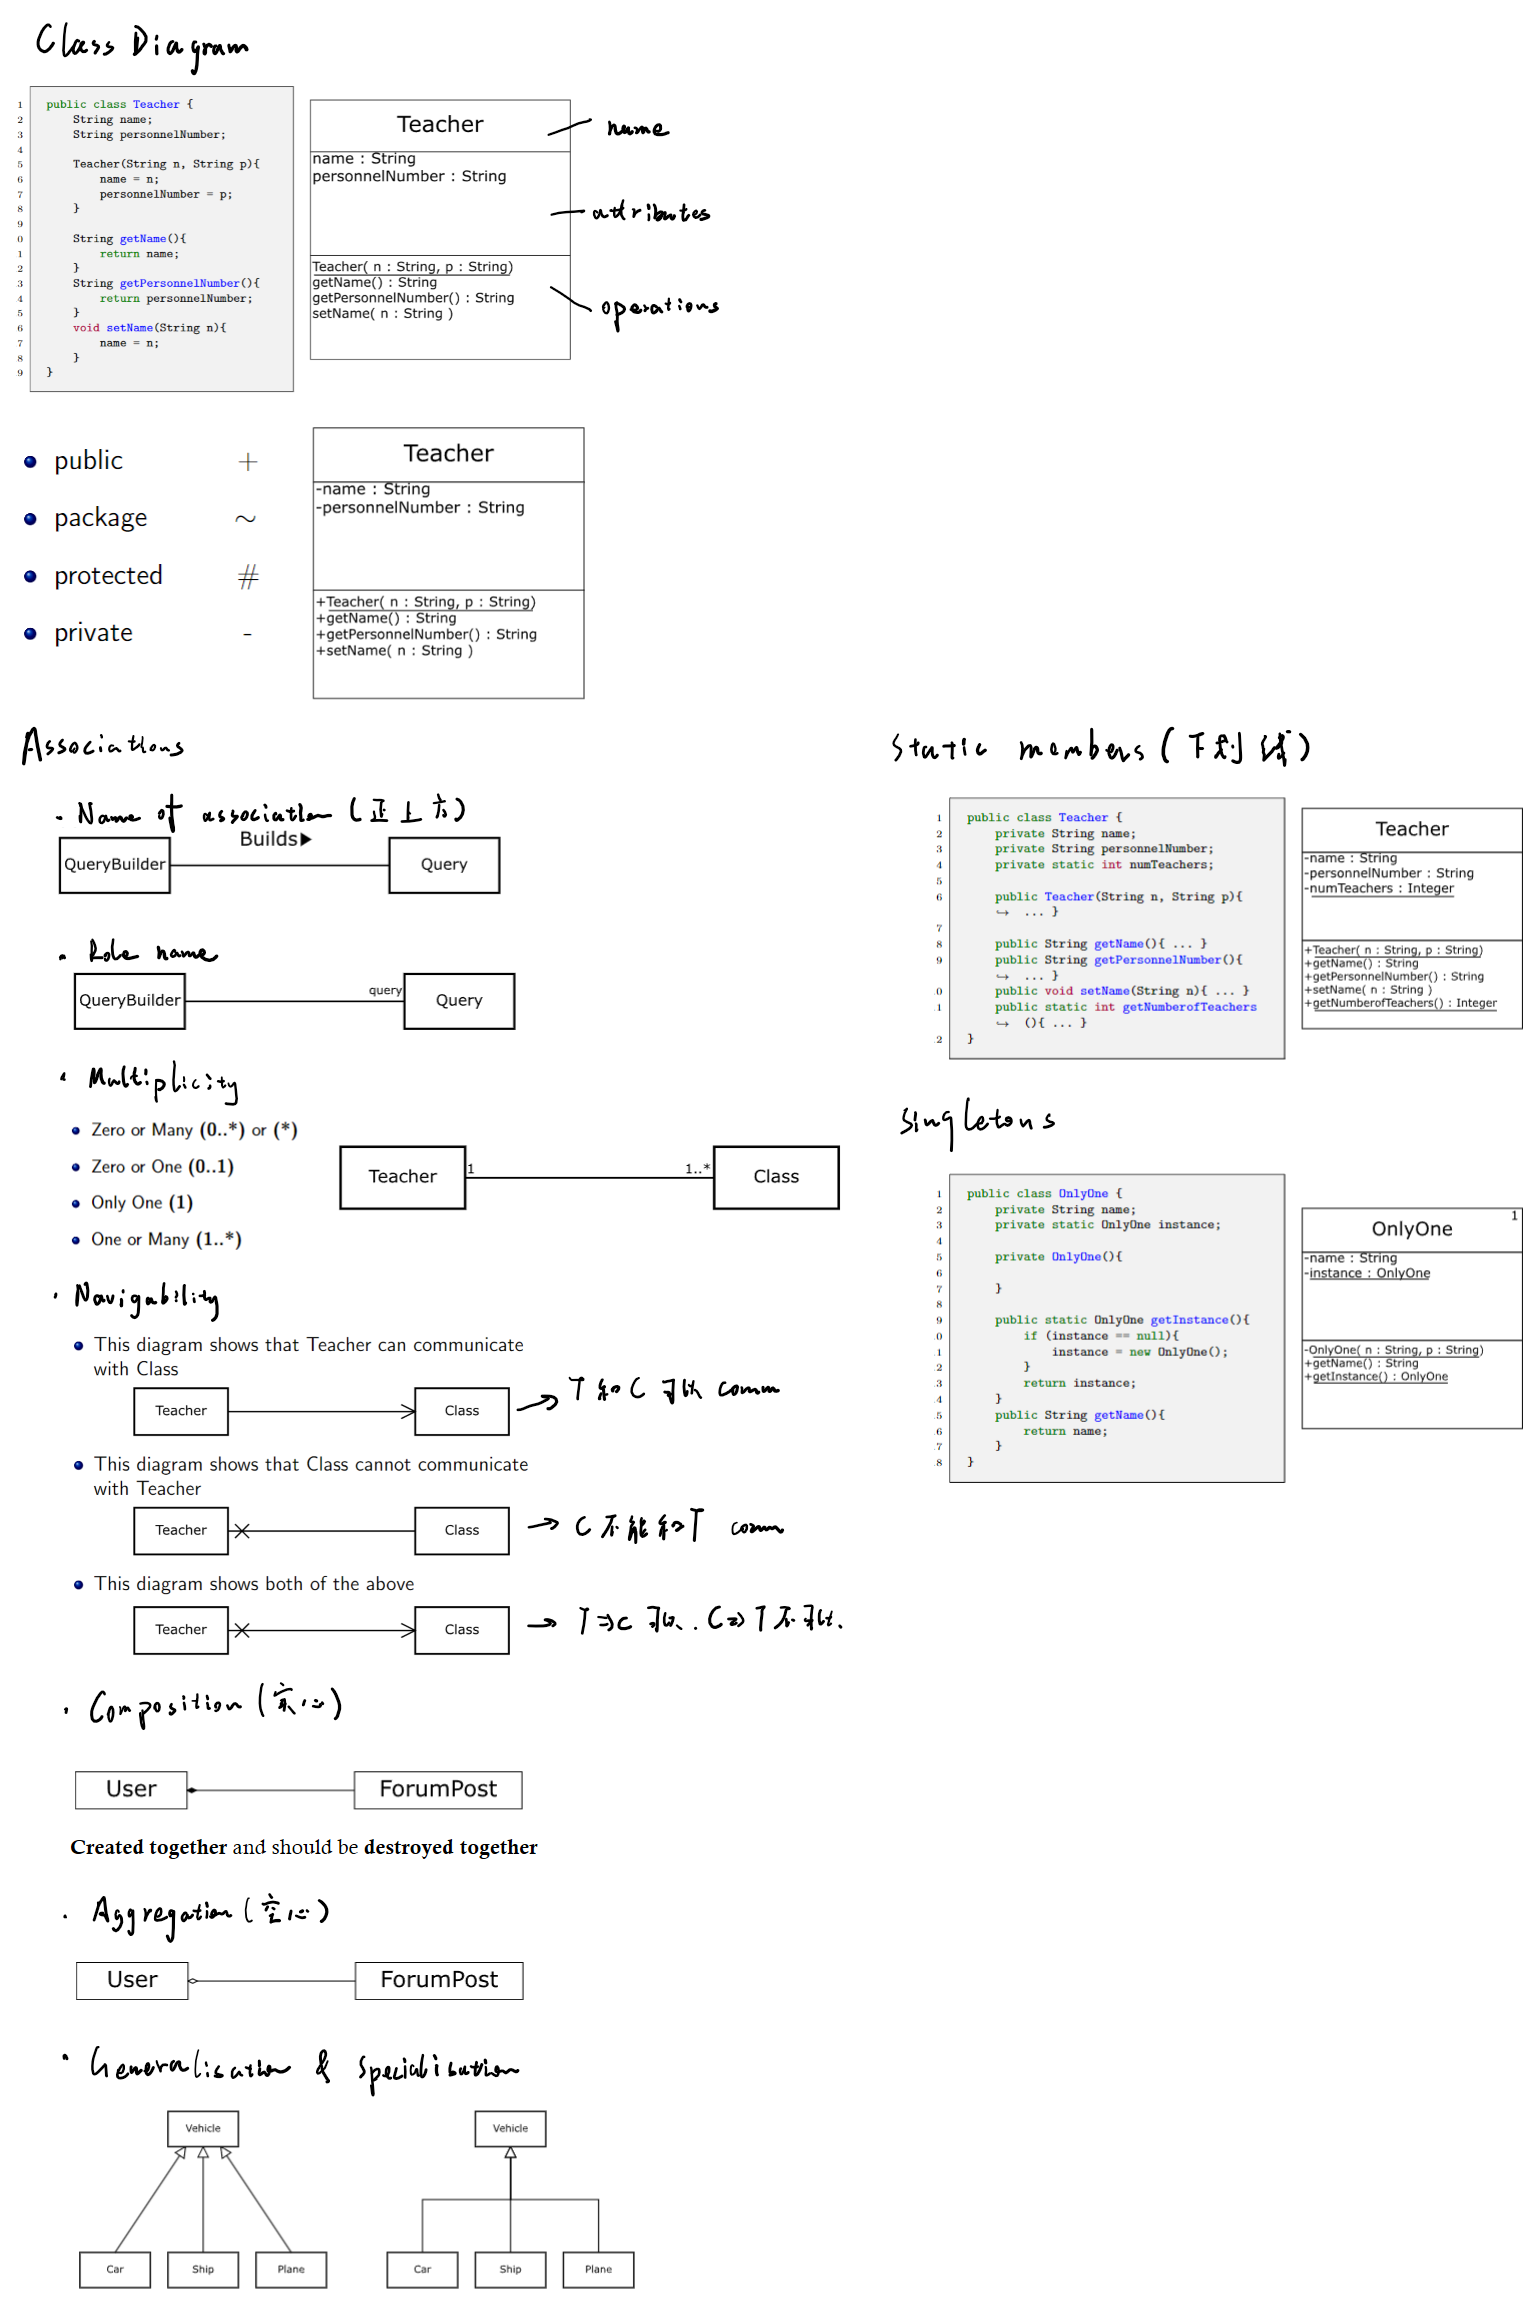 Class Diagram
1 public class Teacher {
2 String name;
3 String personnelNumber;
4
5 Teacher(String n, String p){
6 name = n;
7 personnelNumber = p;
8 }
9
0 String getName(){
1 return name;
2 }
3 String getPersonnelNumber(){
4 return personnelNumber;
5 }
6 void setName(String n){
7 name = n;
8 }
9 }
Teacher
name : String
personnelNumber : String
Teacher( n : String, p : String)
getName() : String
getPersonnelNumber() : String
setName( n : String )
name
attributes
operations
public +
package ~
protected #
private -
Teacher
-name : String
-personnelNumber : String
+Teacher( n : String, p : String)
+getName() : String
+getPersonnelNumber() : String
+setName( n : String )
Associations
· Name of association (正上方)
Builds▶
QueryBuilder Query
· Role name
query
QueryBuilder Query
· Multiplicity
Zero or Many (0..*) or (*)
Zero or One (0..1)
Only One (1)
One or Many (1..*)
Teacher 1 1..* Class
· Navigability
This diagram shows that Teacher can communicate
with Class
Teacher Class → T 和 C 可以 comm
This diagram shows that Class cannot communicate
with Teacher
Teacher Class → C 不能和 T comm
This diagram shows both of the above
Teacher Class → T ⇒ C 可以. C ⇒ T 不可以.
· Composition (实心)
User ForumPost
Created together and should be destroyed together
· Aggregation (空心)
User ForumPost
· Generalisation & Specialisation
Vehicle Vehicle
Car Ship Plane Car Ship Plane
Static members (下划线)
1 public class Teacher {
2 private String name;
3 private String personnelNumber;
4 private static int numTeachers;
5
6 public Teacher(String n, String p){
↪ ... }
7
8 public String getName(){ ... }
9 public String getPersonnelNumber(){
↪ ... }
0 public void setName(String n){ ... }
1 public static int getNumberofTeachers
↪ (){ ... }
2 }
Teacher
-name : String
-personnelNumber : String
-numTeachers : Integer
+Teacher( n : String, p : String)
+getName() : String
+getPersonnelNumber() : String
+setName( n : String )
+getNumberofTeachers() : Integer
Singletons
1 public class OnlyOne {
2 private String name;
3 private static OnlyOne instance;
4
5 private OnlyOne(){
6
7 }
8
9 public static OnlyOne getInstance(){
0 if (instance == null){
1 instance = new OnlyOne();
2 }
3 return instance;
4 }
5 public String getName(){
6 return name;
7 }
8 }
1
OnlyOne
-name : String
-instance : OnlyOne
-OnlyOne( n : String, p : String)
+getName() : String
+getInstance() : OnlyOne